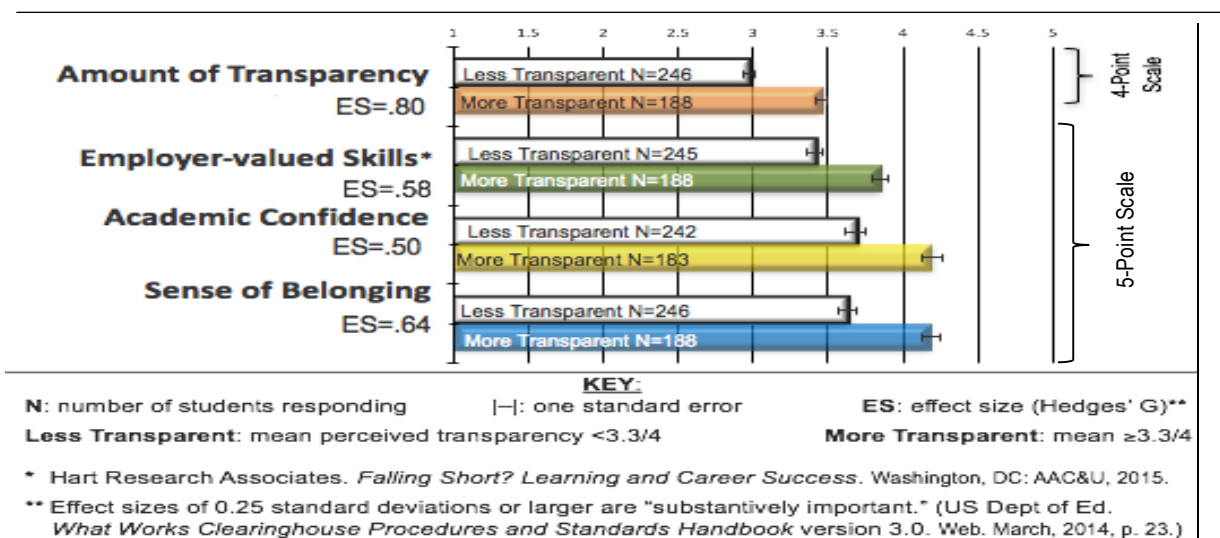 1 1.5 2 2.5 3 3.5 4 4.5 5
Amount of Transparency
ES=.80
Less Transparent N=246
More Transparent N=188
4-Point
Scale
Employer-valued Skills*
ES=.58
Less Transparent N=245
More Transparent N=188
Academic Confidence
ES=.50
Less Transparent N=242
More Transparent N=183
Sense of Belonging
ES=.64
Less Transparent N=246
More Transparent N=188
5-Point Scale
KEY:
N: number of students responding |–|: one standard error ES: effect size (Hedges' G)**
Less Transparent: mean perceived transparency <3.3/4 More Transparent: mean ≥3.3/4
* Hart Research Associates. Falling Short? Learning and Career Success. Washington, DC: AAC&U, 2015.
** Effect sizes of 0.25 standard deviations or larger are “substantively important.” (US Dept of Ed.
What Works Clearinghouse Procedures and Standards Handbook version 3.0. Web. March, 2014, p. 23.)